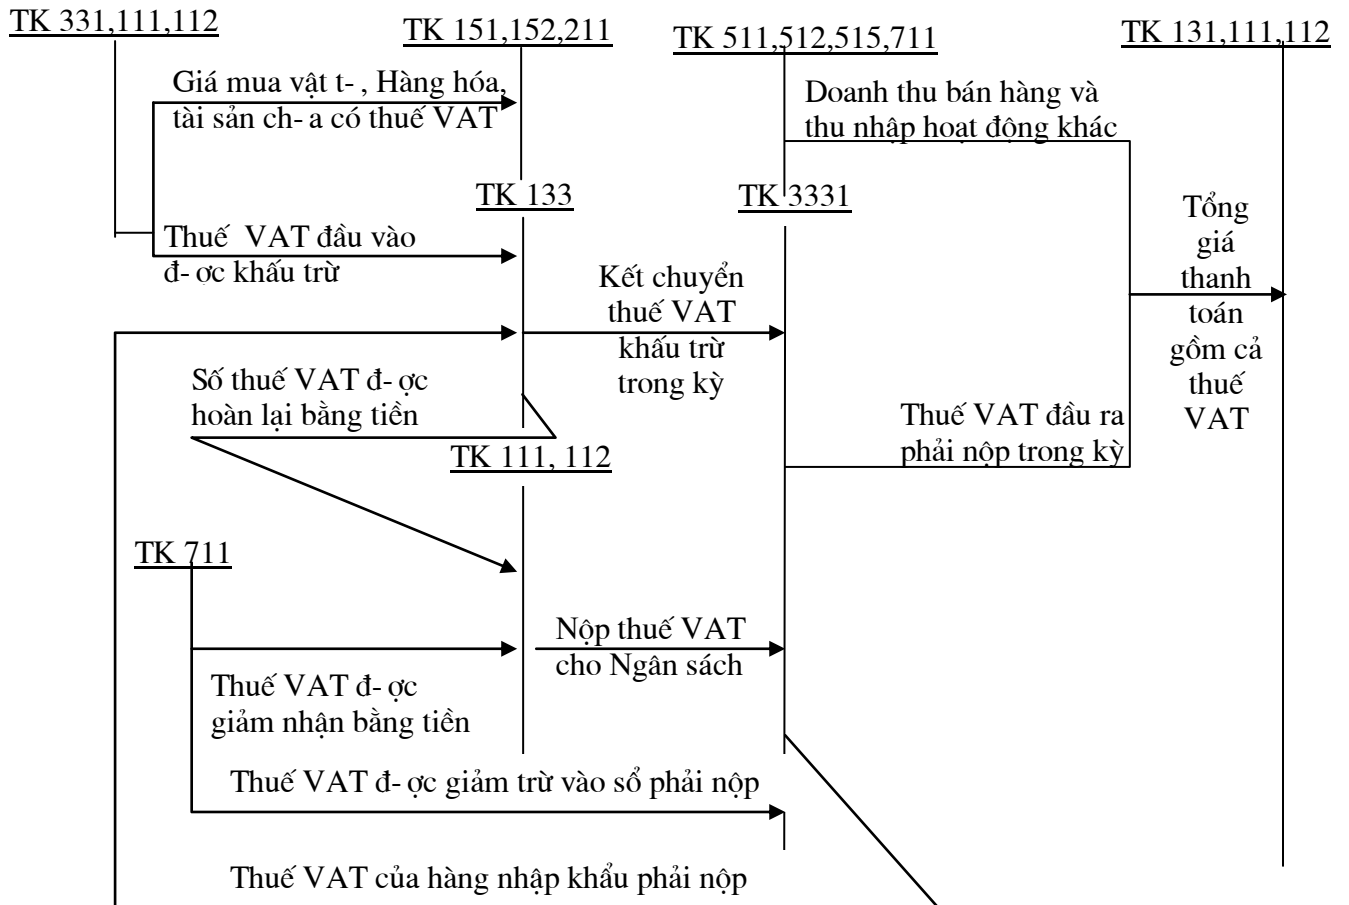 TK 331,111,112
TK 151,152,211
TK 511,512,515,711
TK 131,111,112
Giá mua vật t- , Hàng hóa,
tài sản ch- a có thuế VAT
Doanh thu bán hàng và
thu nhập hoạt động khác
TK 133
TK 3331
Thuế VAT đầu vào
đ- ợc khấu trừ
Kết chuyển
thuế VAT
khấu trừ
trong kỳ
Tổng
giá
thanh
toán
gồm cả
thuế
VAT
Số thuế VAT đ- ợc
hoàn lại bằng tiền
Thuế VAT đầu ra
phải nộp trong kỳ
TK 111, 112
TK 711
Nộp thuế VAT
cho Ngân sách
Thuế VAT đ- ợc
giảm nhận bằng tiền
Thuế VAT đ- ợc giảm trừ vào sổ phải nộp
Thuế VAT của hàng nhập khẩu phải nộp